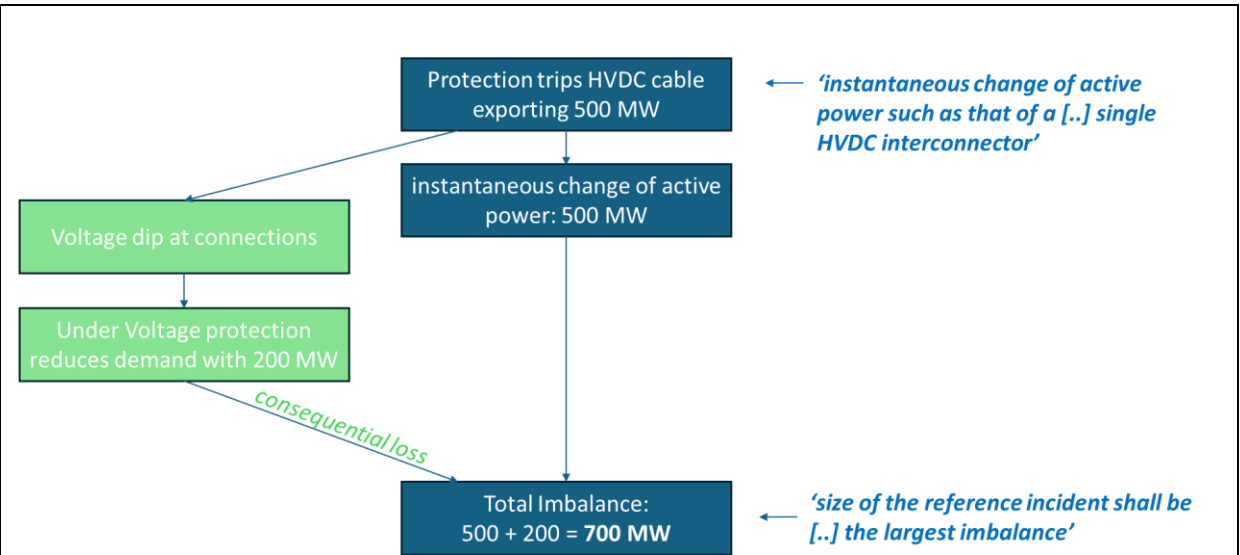 Protection trips HVDC cable
exporting 500 MW
‘instantaneous change of active
power such as that of a [..] single
HVDC interconnector’
instantaneous change of active
power: 500 MW
Voltage dip at connections
Under Voltage protection
reduces demand with 200 MW
consequential loss
Total Imbalance:
500 + 200 = 700 MW
‘size of the reference incident shall be
[..] the largest imbalance’